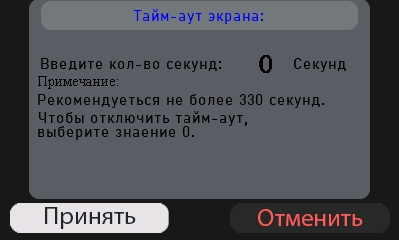 Тайм-аут экрана:
Введите кол-во секунд: 0 Секунд
Примечание:
Рекомендуеться не более 330 секунд.
Чтобы отключить тайм-аут,
выберите знаение 0.
Принять Отменить